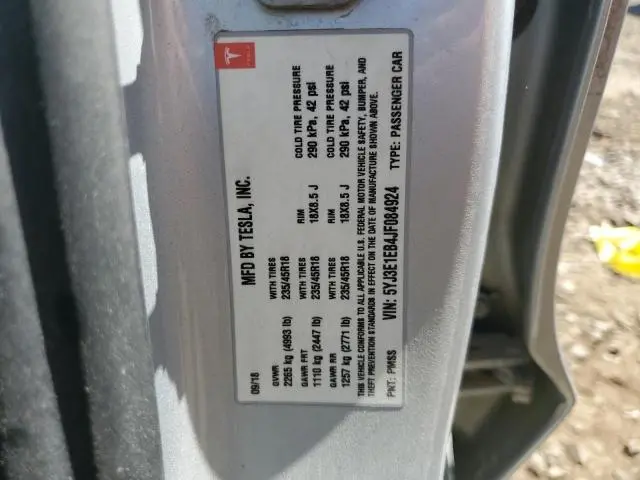 TESLA
MFD BY TESLA, INC.
09/18
GVWR WITH TIRES RIM COLD TIRE PRESSURE
2265 kg (4993 lb) 235/45R18 18X8.5 J 290 kPa, 42 psi
GAWR FRT
1110 kg (2447 lb) 235/45R18
GAWR RR WITH TIRES RIM COLD TIRE PRESSURE
1257 kg (2771 lb) 235/45R18 18X8.5 J 290 kPa, 42 psi
THIS VEHICLE CONFORMS TO ALL APPLICABLE U.S. FEDERAL MOTOR VEHICLE SAFETY, BUMPER, AND
THEFT PREVENTION STANDARDS IN EFFECT ON THE DATE OF MANUFACTURE SHOWN ABOVE.
PNT: PMSS VIN: 5YJ3E1EB4JF084924 TYPE: PASSENGER CAR